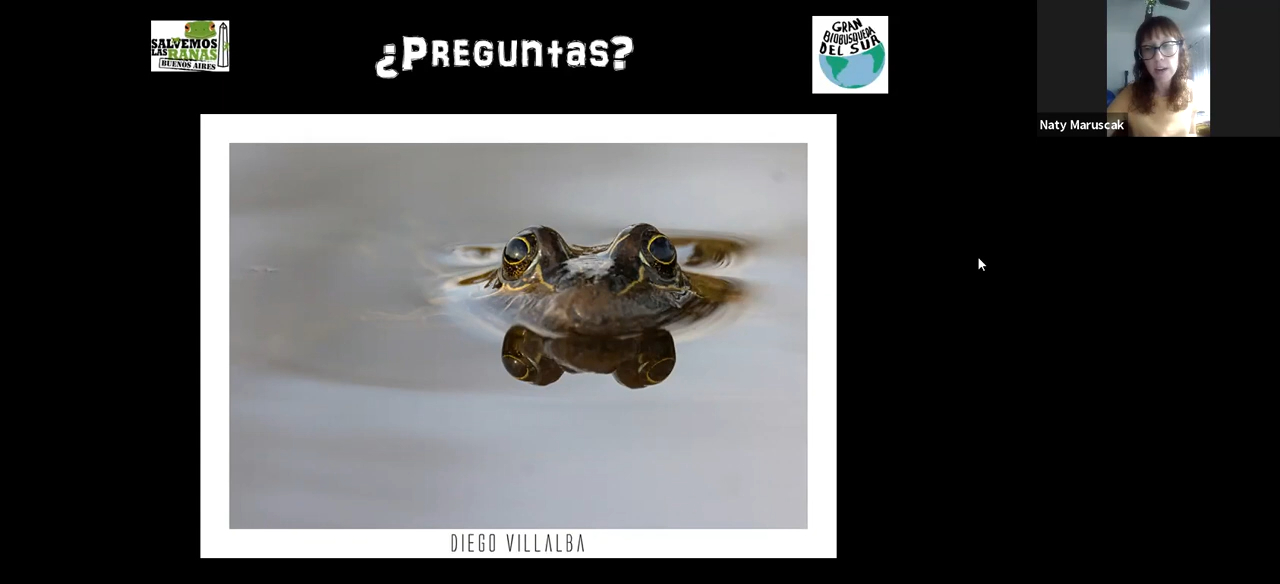 SALVEMOS
LAS RANAS
BUENOS AIRES
¿PREGUNtAS?
GRAN
BIOBUSQUEDA
DEL SUR
Naty Maruscak
DIEGO VILLALBA